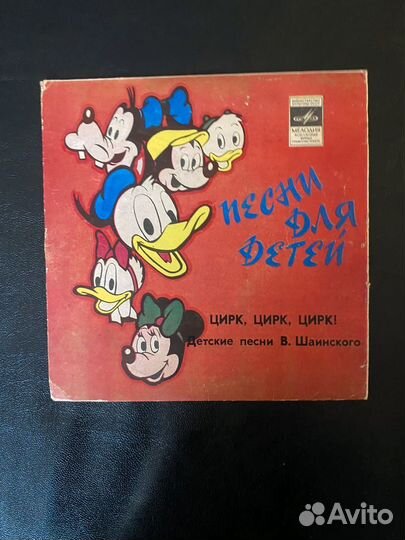 МЕЛОДИЯ
ПЕСНИ
ДЛЯ
ДЕТЕЙ
ЦИРК, ЦИРК, ЦИРК!
Детские песни В. Шаинского
Avito